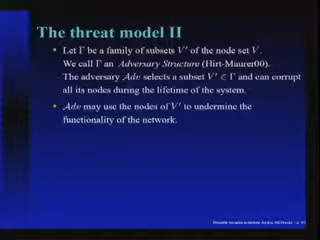 The threat model II
• Let Γ be a family of subsets V′ of the node set V.
We call Γ an Adversary Structure (Hirt-Maurer00).
The adversary Adv selects a subset V′ ∈ Γ and can corrupt
all its nodes during the lifetime of the system.
• Adv may use the nodes of V′ to undermine the
functionality of the network.